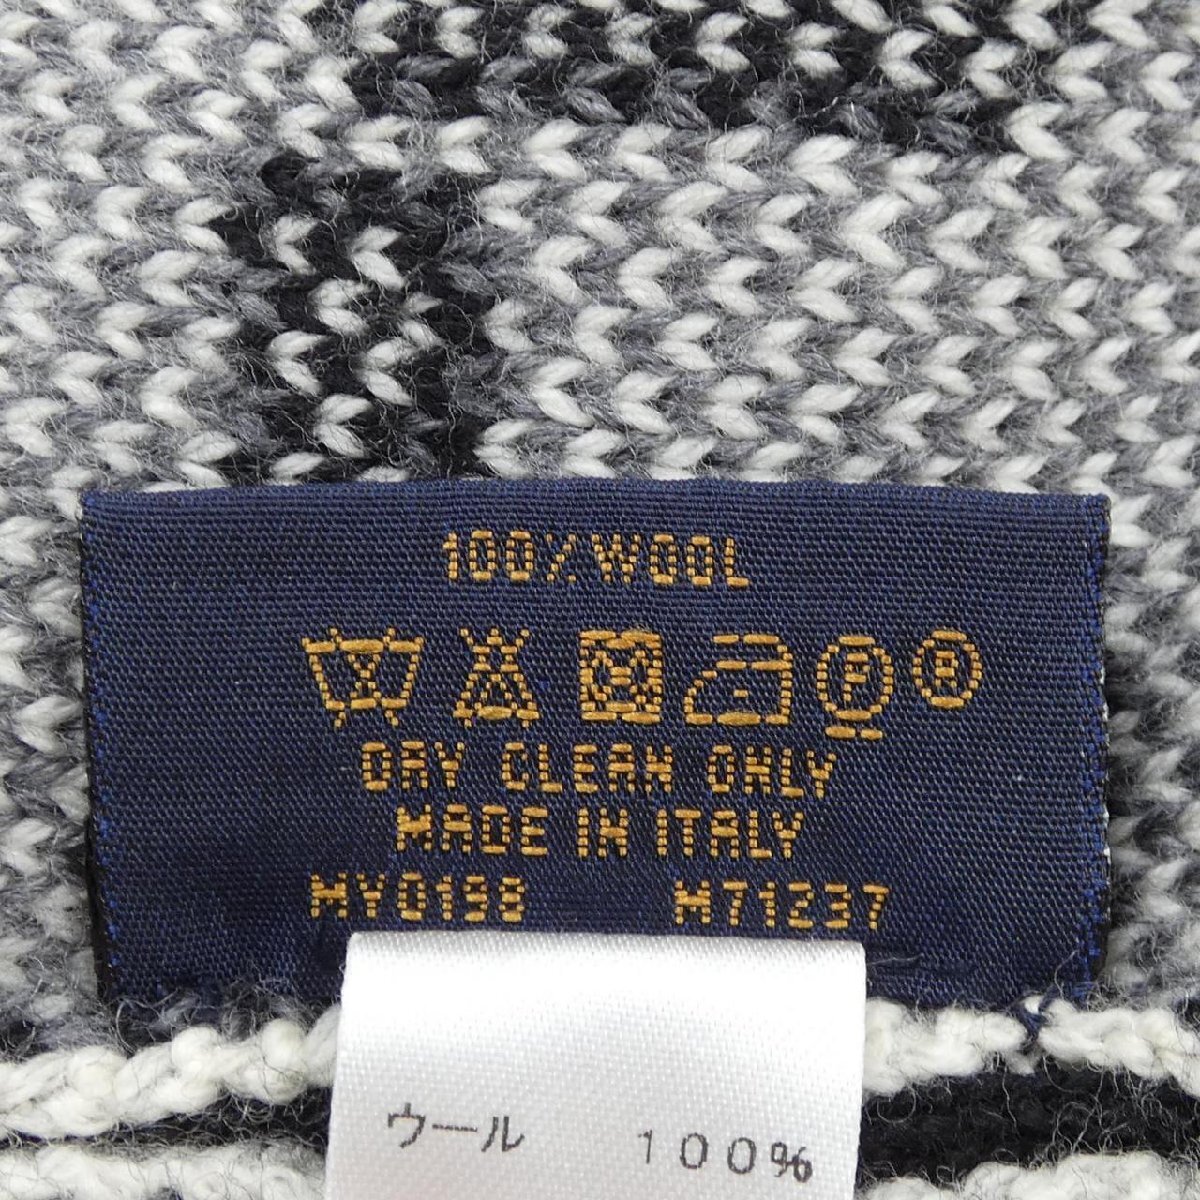 100% WOOL
P R
DRY CLEAN ONLY
MADE IN ITALY
MY0198 M71237
ウール 100%